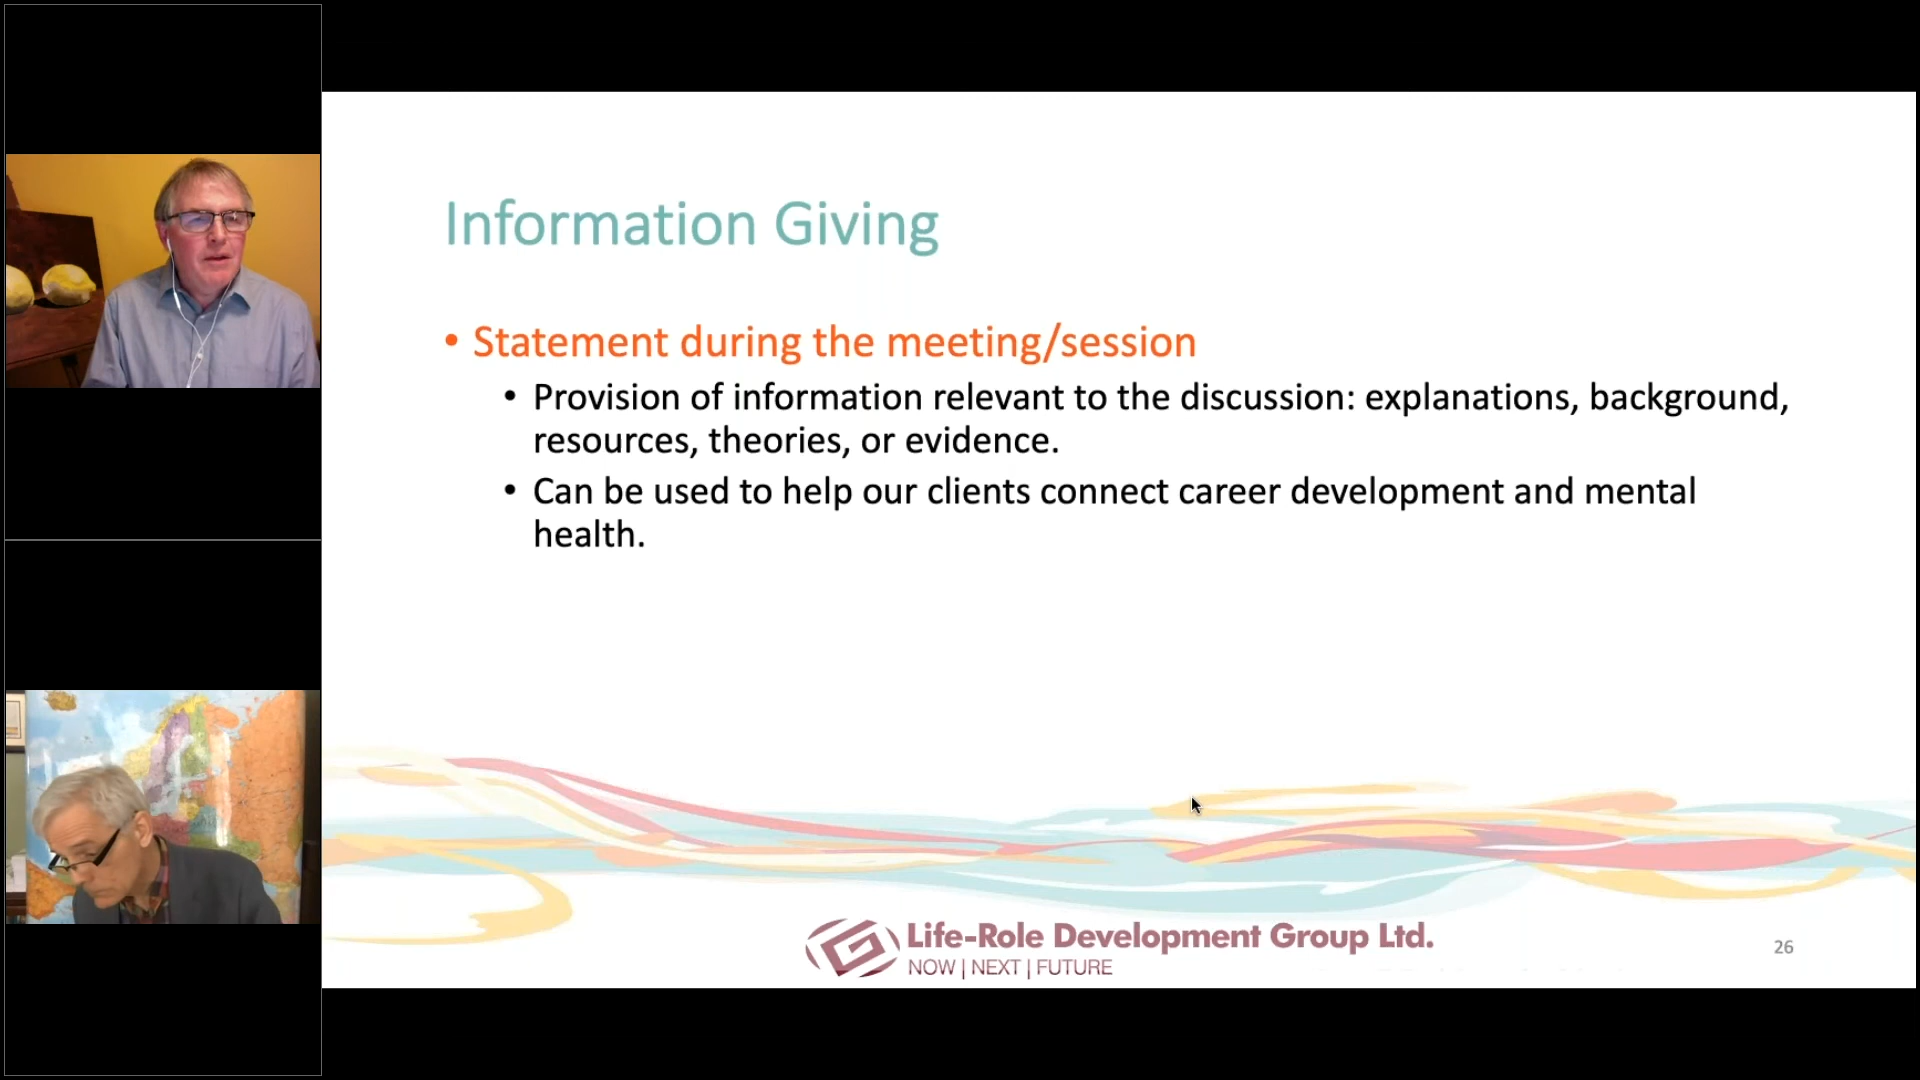 Information Giving
• Statement during the meeting/session
• Provision of information relevant to the discussion: explanations, background,
resources, theories, or evidence.
• Can be used to help our clients connect career development and mental
health.
Life-Role Development Group Ltd.
NOW | NEXT | FUTURE
26